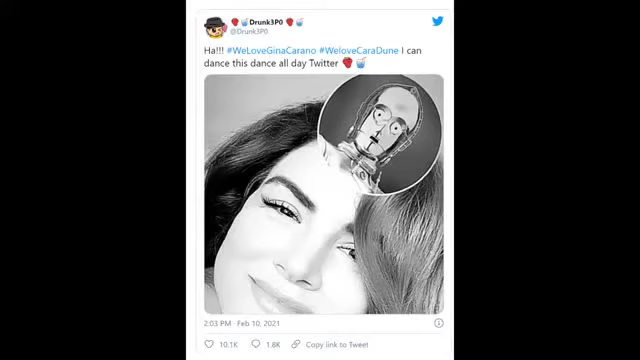 🍓🥤Drunk3P0 🍓🥤
@Drunk3P0
Ha!!! #WeLoveGinaCarano #WeloveCaraDune I can
dance this dance all day Twitter 🍓🥤
2:03 PM · Feb 10, 2021
10.1K 1.8K Copy link to Tweet